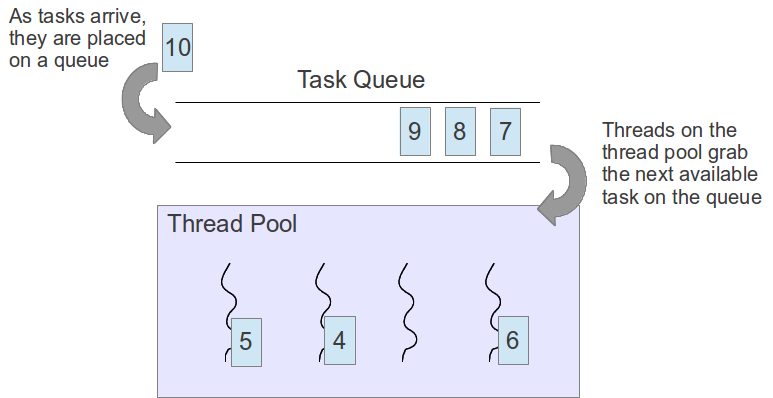 As tasks arrive,
they are placed
on a queue
10
Task Queue
9 8 7
Threads on the
thread pool grab
the next available
task on the queue
Thread Pool
5 4 6